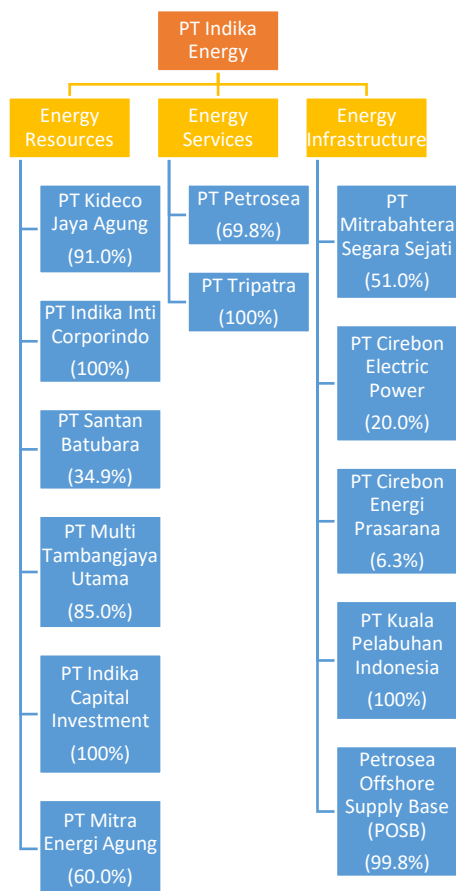 PT Indika
Energy
Energy
Resources
PT Kideco
Jaya Agung
(91.0%)
PT Indika Inti
Corporindo
(100%)
PT Santan
Batubara
(34.9%)
PT Multi
Tambangjaya
Utama
(85.0%)
PT Indika
Capital
Investment
(100%)
PT Mitra
Energi Agung
(60.0%)
Energy
Services
PT Petrosea
(69.8%)
PT Tripatra
(100%)
Energy
Infrastructure
PT
Mitrabahtera
Segara Sejati
(51.0%)
PT Cirebon
Electric
Power
(20.0%)
PT Cirebon
Energi
Prasarana
(6.3%)
PT Kuala
Pelabuhan
Indonesia
(100%)
Petrosea
Offshore
Supply Base
(POSB)
(99.8%)